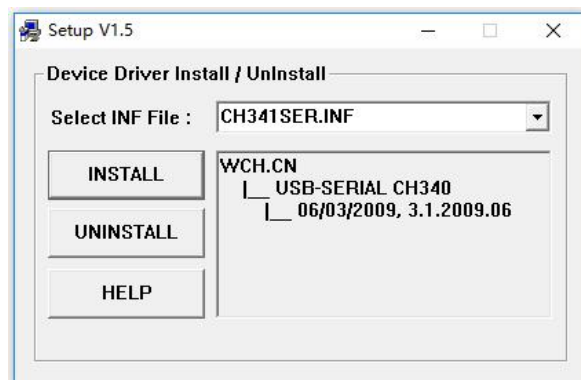 Setup V1.5
Device Driver Install / UnInstall
Select INF File :
CH341SER.INF
INSTALL
UNINSTALL
HELP
WCH.CN
|__ USB-SERIAL CH340
|__ 06/03/2009, 3.1.2009.06